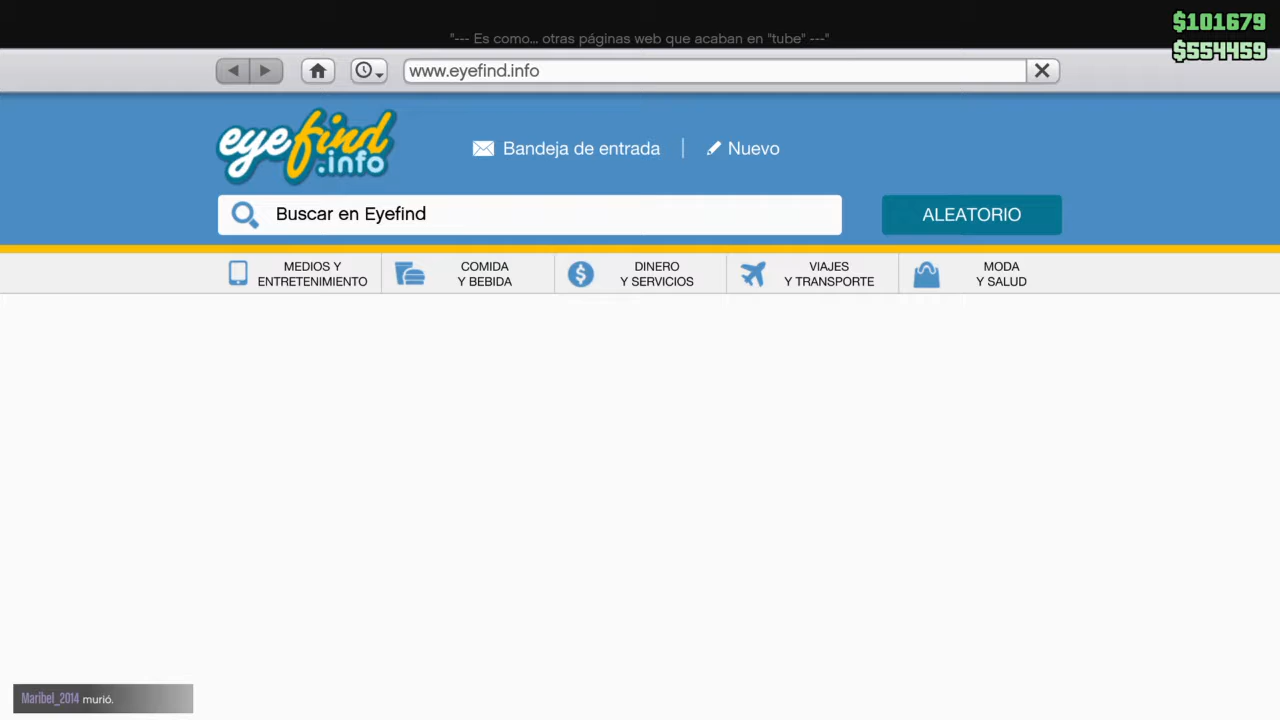 $101679
"--- Es como... otras páginas web que acaban en "tube" ---"
$554459
www.eyefind.info
eyefind
.info
Bandeja de entrada
Nuevo
Buscar en Eyefind
ALEATORIO
MEDIOS Y
ENTRETENIMIENTO
COMIDA
Y BEBIDA
DINERO
Y SERVICIOS
VIAJES
Y TRANSPORTE
MODA
Y SALUD
Maribel_2014 murió.